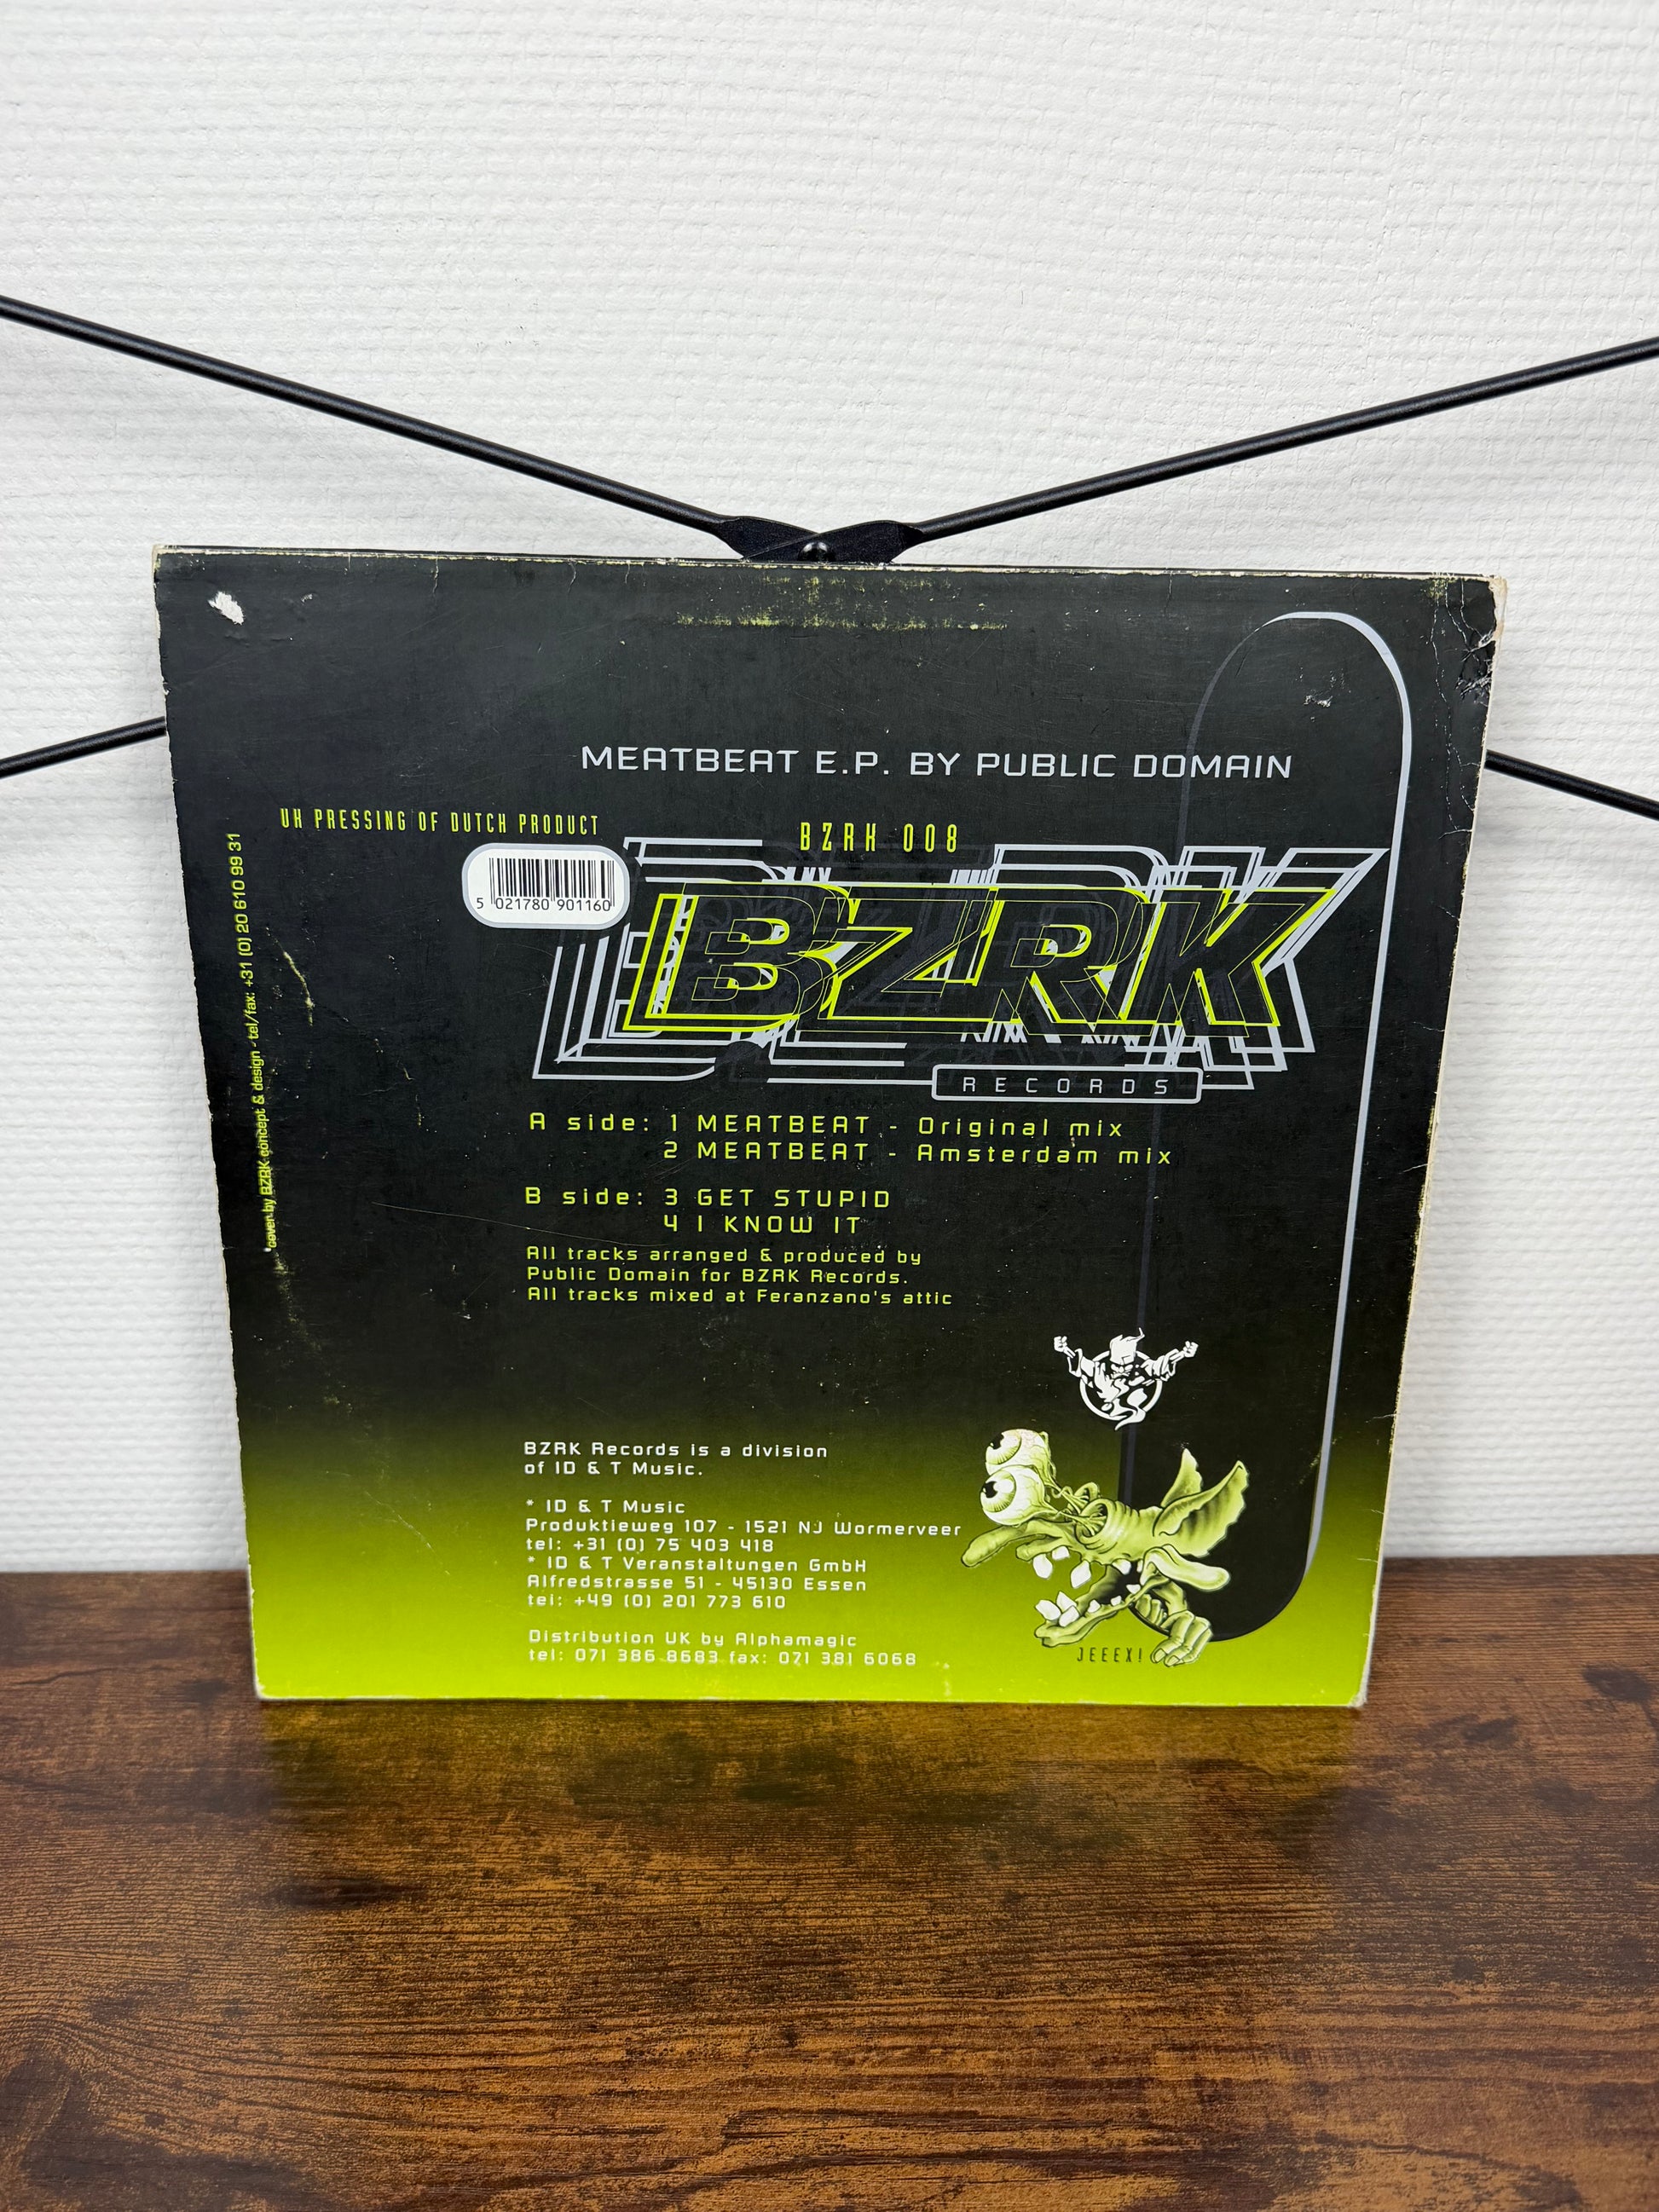 MEATBEAT E.P. BY PUBLIC DOMAIN
UK PRESSING OF DUTCH PRODUCT
BZRK 008
5 021780 901160
BZRK
RECORDS
cover by BZRK concept & design - tel/fax: +31 (0) 20 610 99 31
A side: 1 MEATBEAT - Original mix
2 MEATBEAT - Amsterdam mix
B side: 3 GET STUPID
4 I KNOW IT
All tracks arranged & produced by
Public Domain for BZRK Records.
All tracks mixed at Feranzano's attic
BZRK Records is a division
of ID & T Music.
* ID & T Music
Produktieweg 107 - 1521 NJ Wormerveer
tel: +31 (0) 75 403 418
* ID & T Veranstaltungen GmbH
Alfredstrasse 51 - 45130 Essen
tel: +49 (0) 201 773 610
Distribution UK by Alphamagic
tel: 071 386 8683 fax: 071 381 6068
JEEEX!